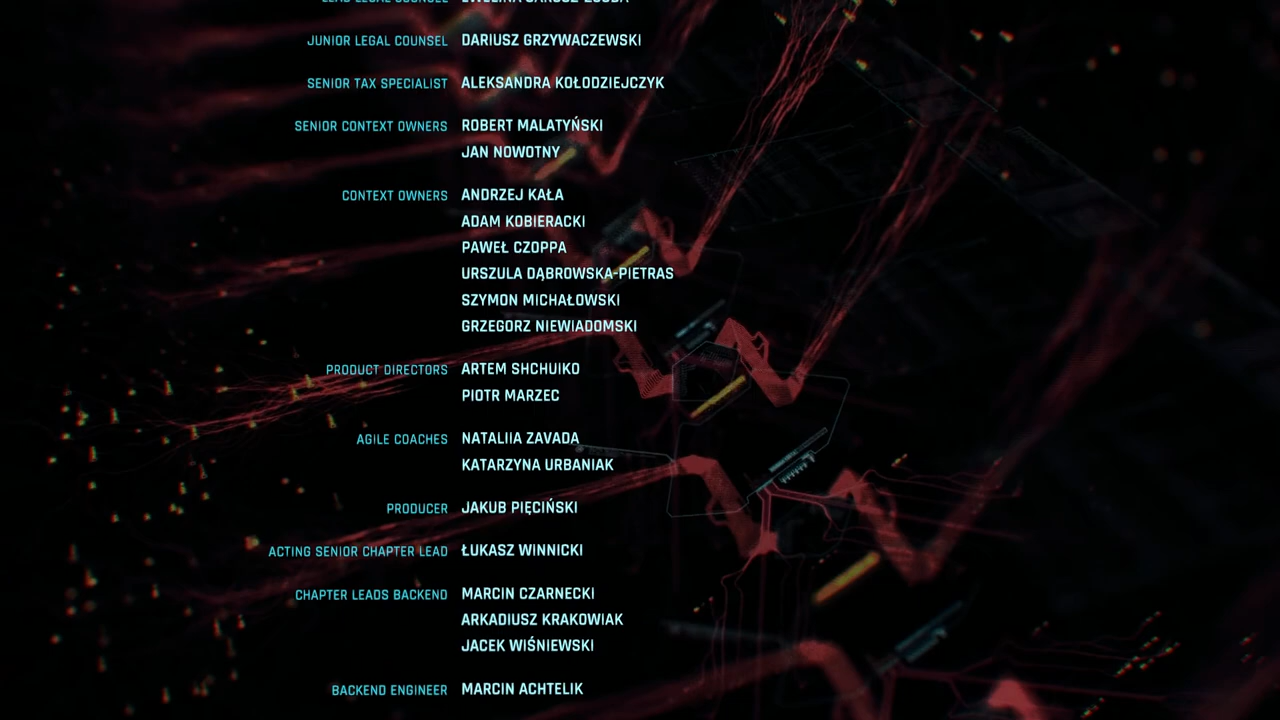 JUNIOR LEGAL COUNSEL DARIUSZ GRZYWACZEWSKI
SENIOR TAX SPECIALIST ALEKSANDRA KOŁODZIEJCZYK
SENIOR CONTEXT OWNERS ROBERT MALATYŃSKI
JAN NOWOTNY
CONTEXT OWNERS ANDRZEJ KAŁA
ADAM KOBIERACKI
PAWEŁ CZOPPA
URSZULA DĄBROWSKA-PIETRAS
SZYMON MICHAŁOWSKI
GRZEGORZ NIEWIADOMSKI
PRODUCT DIRECTORS ARTEM SHCHUIKO
PIOTR MARZEC
AGILE COACHES NATALIIA ZAVADA
KATARZYNA URBANIAK
PRODUCER JAKUB PIĘCIŃSKI
ACTING SENIOR CHAPTER LEAD ŁUKASZ WINNICKI
CHAPTER LEADS BACKEND MARCIN CZARNECKI
ARKADIUSZ KRAKOWIAK
JACEK WIŚNIEWSKI
BACKEND ENGINEER MARCIN ACHTELIK